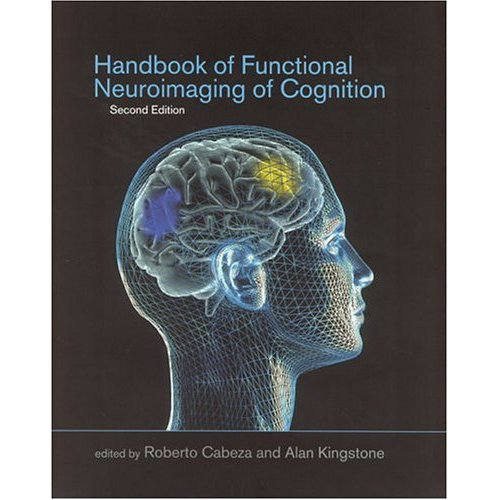 Handbook of Functional
Neuroimaging of Cognition
Second Edition
edited by Roberto Cabeza and Alan Kingstone